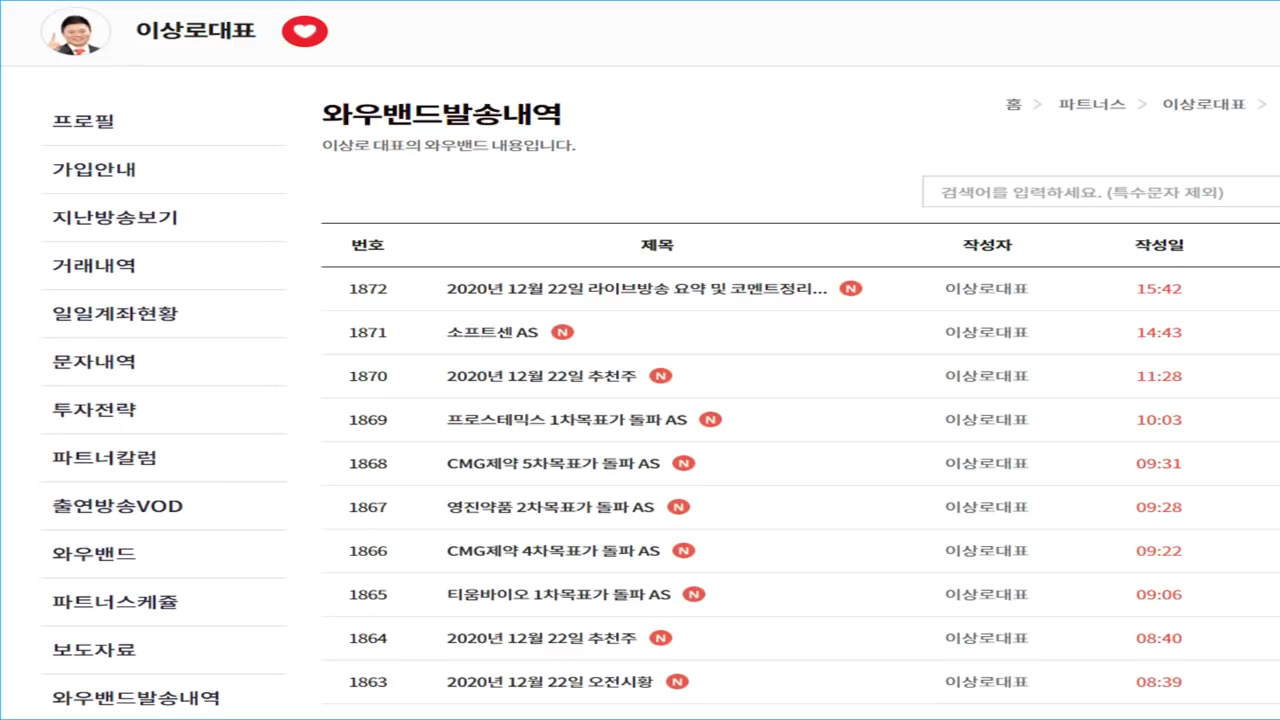 이상로대표
프로필
가입안내
지난방송보기
거래내역
일일계좌현황
문자내역
투자전략
파트너칼럼
출연방송VOD
와우밴드
파트너스케쥴
보도자료
와우밴드발송내역
와우밴드발송내역
이상로 대표의 와우밴드 내용입니다.
홈 > 파트너스 > 이상로대표 >
검색어를 입력하세요. (특수문자 제외)
번호 제목 작성자 작성일
1872 2020년 12월 22일 라이브방송 요약 및 코멘트정리... N 이상로대표 15:42
1871 소프트센 AS N 이상로대표 14:43
1870 2020년 12월 22일 추천주 N 이상로대표 11:28
1869 프로스테믹스 1차목표가 돌파 AS N 이상로대표 10:03
1868 CMG제약 5차목표가 돌파 AS N 이상로대표 09:31
1867 영진약품 2차목표가 돌파 AS N 이상로대표 09:28
1866 CMG제약 4차목표가 돌파 AS N 이상로대표 09:22
1865 티움바이오 1차목표가 돌파 AS N 이상로대표 09:06
1864 2020년 12월 22일 추천주 N 이상로대표 08:40
1863 2020년 12월 22일 오전시황 N 이상로대표 08:39